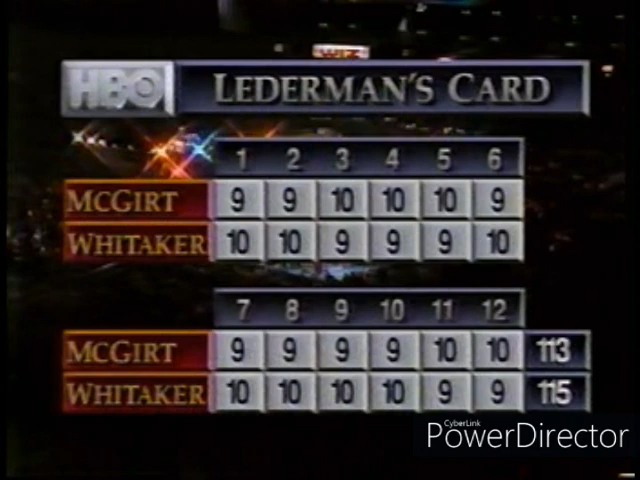 HBO LEDERMAN'S CARD
1 2 3 4 5 6
MCGIRT 9 9 10 10 10 9
WHITAKER 10 10 9 9 9 10
7 8 9 10 11 12
MCGIRT 9 9 9 9 10 10 113
WHITAKER 10 10 10 10 9 9 115
CyberLink
PowerDirector